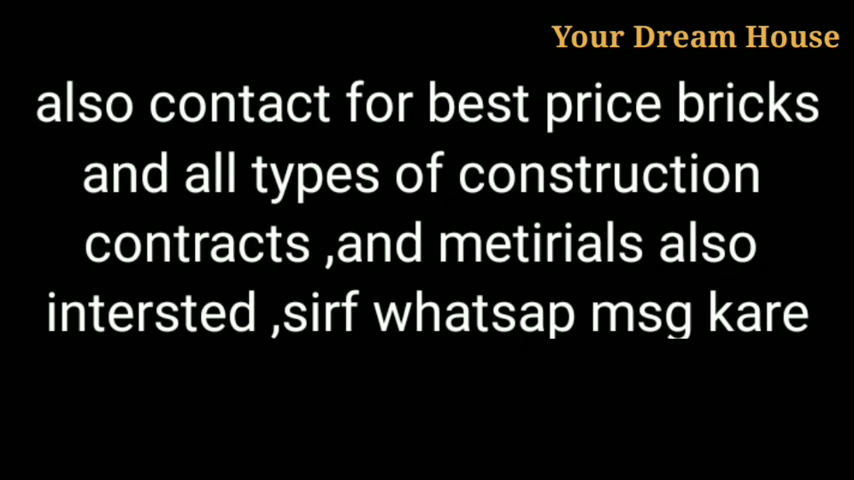 Your Dream House
also contact for best price bricks
and all types of construction
contracts ,and metirials also
intersted ,sirf whatsap msg kare